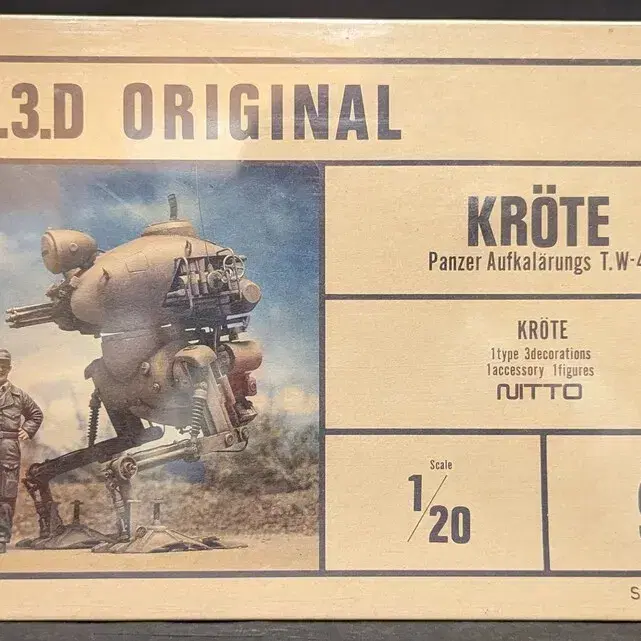 .3.D ORIGINAL
KRÖTE
Panzer Aufkalärungs T.W-4
KRÖTE
1type 3decorations
1accessory 1figures
NITTO
Scale
1/20
S